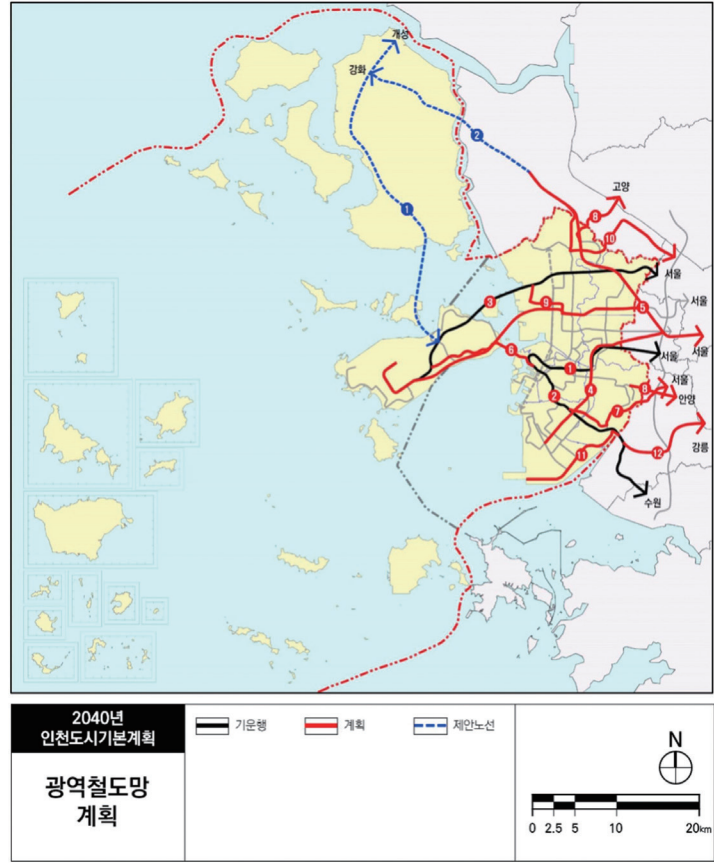 개성
강화
2
1
고양
8
10
서울
3
9
5
서울
서울
6
서울
1
4
2
8
서울
7
안양
11
12
강릉
수원
2040년
인천도시기본계획
광역철도망
계획
기운행
계획
제안노선
N
0 2.5 5 10 20km